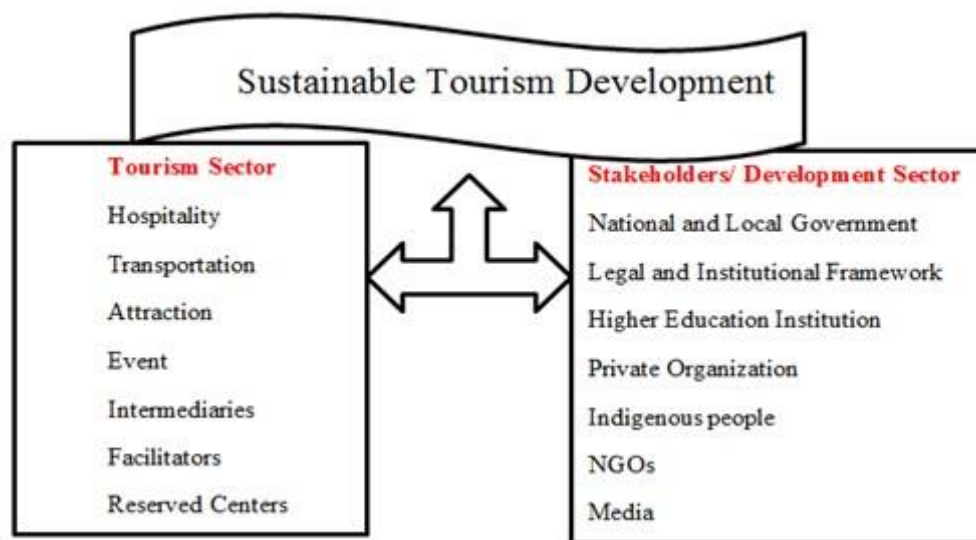 Sustainable Tourism Development
Tourism Sector
Hospitality
Transportation
Attraction
Event
Intermediaries
Facilitators
Reserved Centers
Stakeholders/ Development Sector
National and Local Government
Legal and Institutional Framework
Higher Education Institution
Private Organization
Indigenous people
NGOs
Media